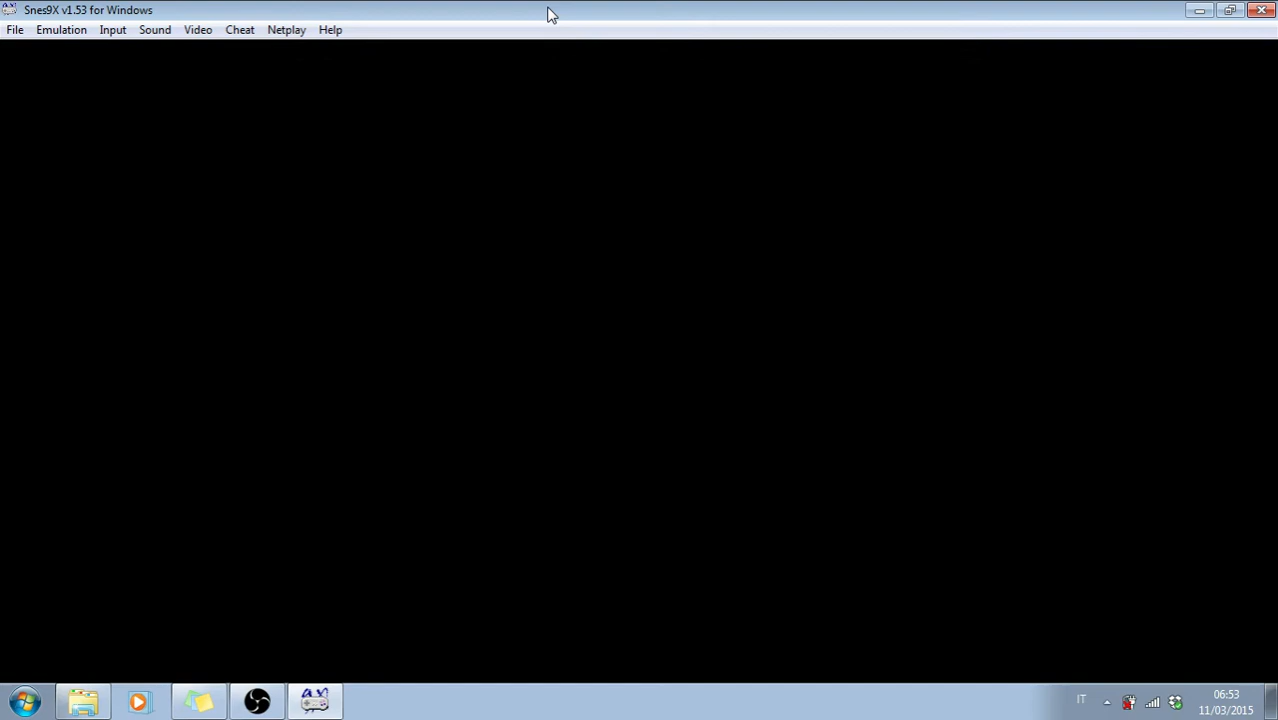 Snes9X v1.53 for Windows
File Emulation Input Sound Video Cheat Netplay Help
IT
06:53
11/03/2015